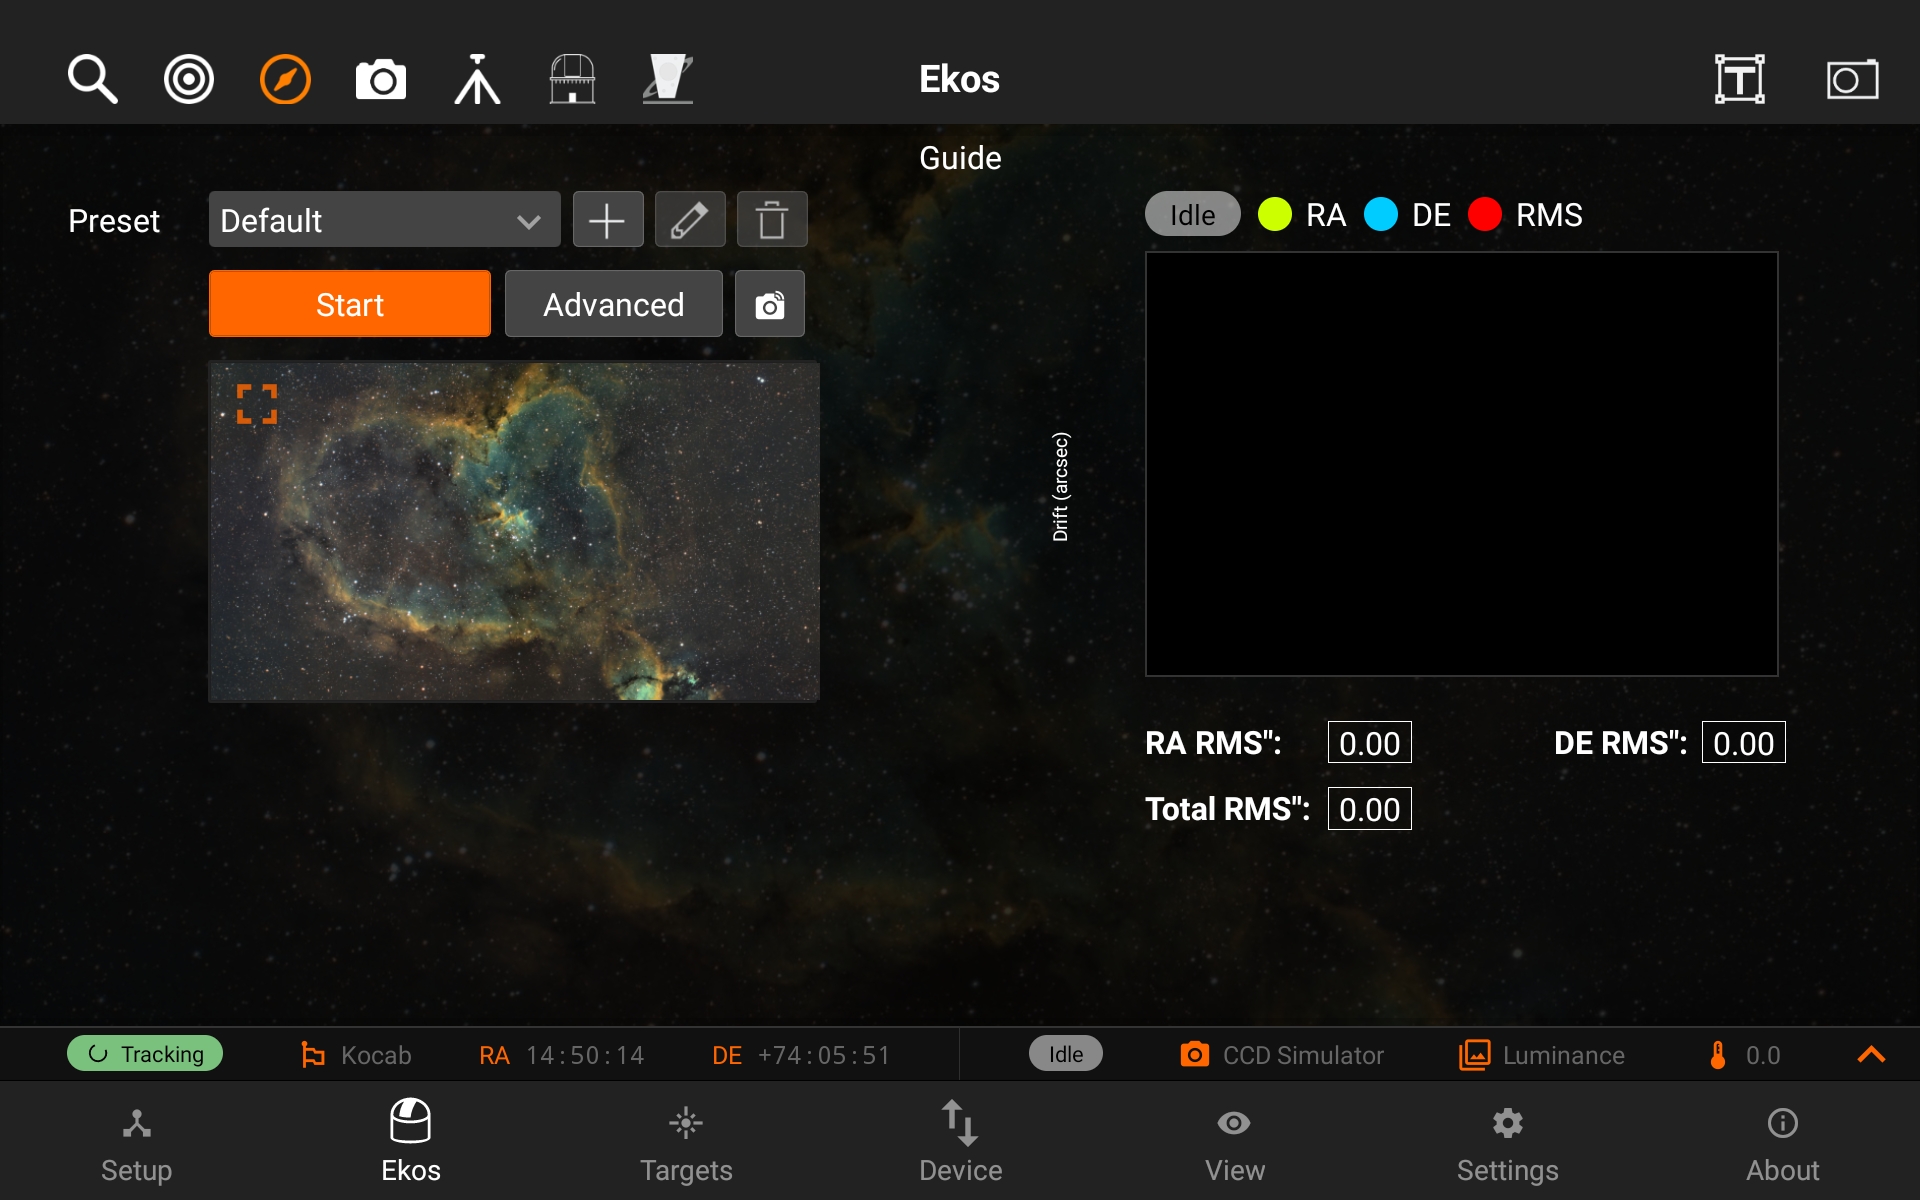 Ekos
T
Guide
Preset
Default
Start
Advanced
Idle RA DE RMS
Drift (arcsec)
RA RMS": 0.00 DE RMS": 0.00
Total RMS": 0.00
Tracking Kocab RA 14:50:14 DE +74:05:51 Idle CCD Simulator Luminance 0.0
Setup Ekos Targets Device View Settings About